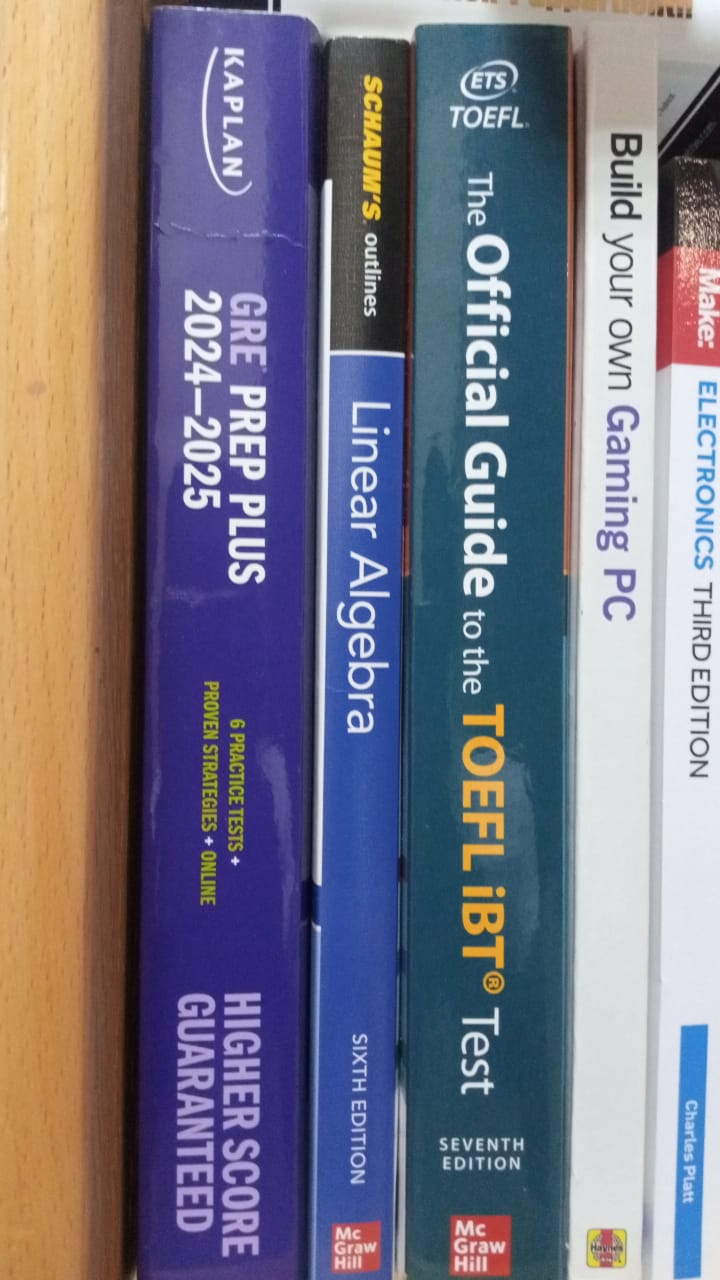 KAPLAN
GRE® PREP PLUS
2024–2025
6 PRACTICE TESTS +
PROVEN STRATEGIES + ONLINE
HIGHER SCORE
GUARANTEED
SCHAUM'S outlines
Linear Algebra
SIXTH EDITION
Mc
Graw
Hill
ETS
TOEFL
The Official Guide to the TOEFL iBT® Test
SEVENTH
EDITION
Mc
Graw
Hill
Build your own Gaming PC
Haynes
Make:
ELECTRONICS THIRD EDITION
Charles Platt